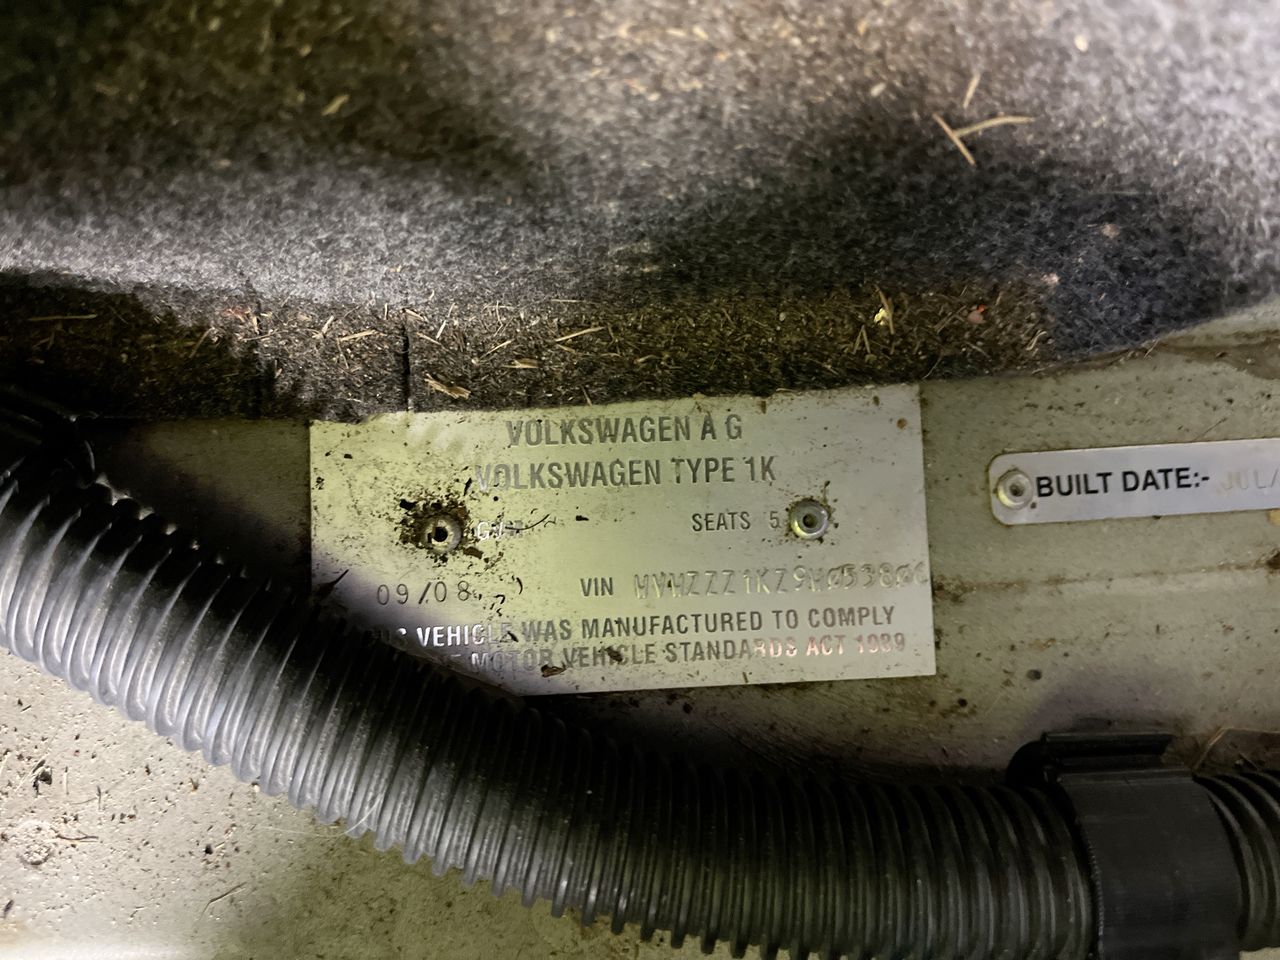 VOLKSWAGEN A G
VOLKSWAGEN TYPE 1K
SEATS 5
09/08 VIN
VEHICLE WAS MANUFACTURED TO COMPLY
MOTOR VEHICLE STANDARDS ACT 1989
BUILT DATE:- JUL/